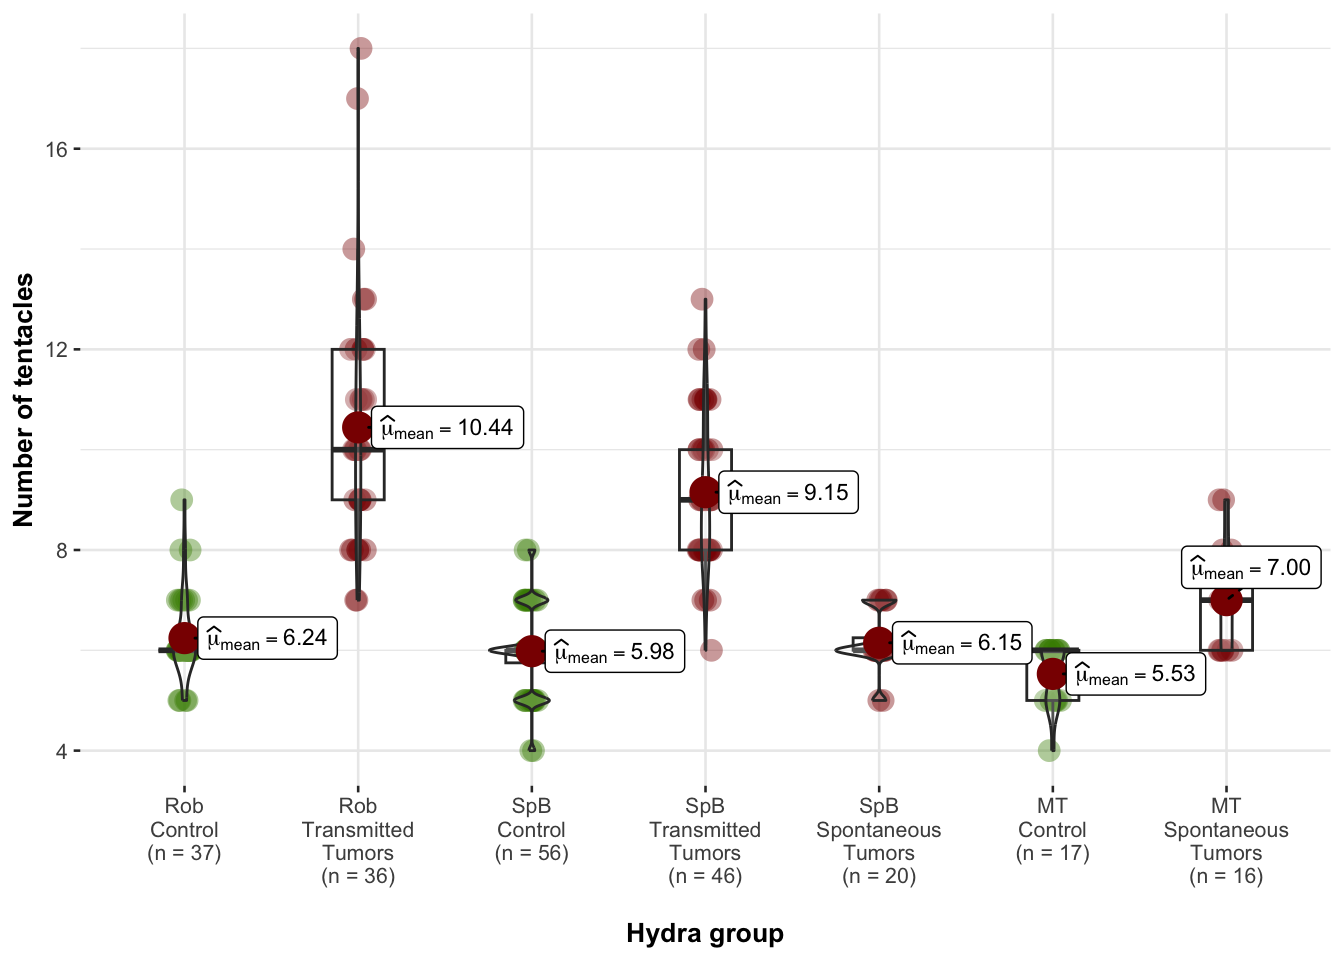 Number of tentacles
16
12
8
4
μ̂mean = 6.24
μ̂mean = 10.44
μ̂mean = 5.98
μ̂mean = 9.15
μ̂mean = 6.15
μ̂mean = 5.53
μ̂mean = 7.00
Rob
Control
(n = 37)
Rob
Transmitted
Tumors
(n = 36)
SpB
Control
(n = 56)
SpB
Transmitted
Tumors
(n = 46)
SpB
Spontaneous
Tumors
(n = 20)
MT
Control
(n = 17)
MT
Spontaneous
Tumors
(n = 16)
Hydra group